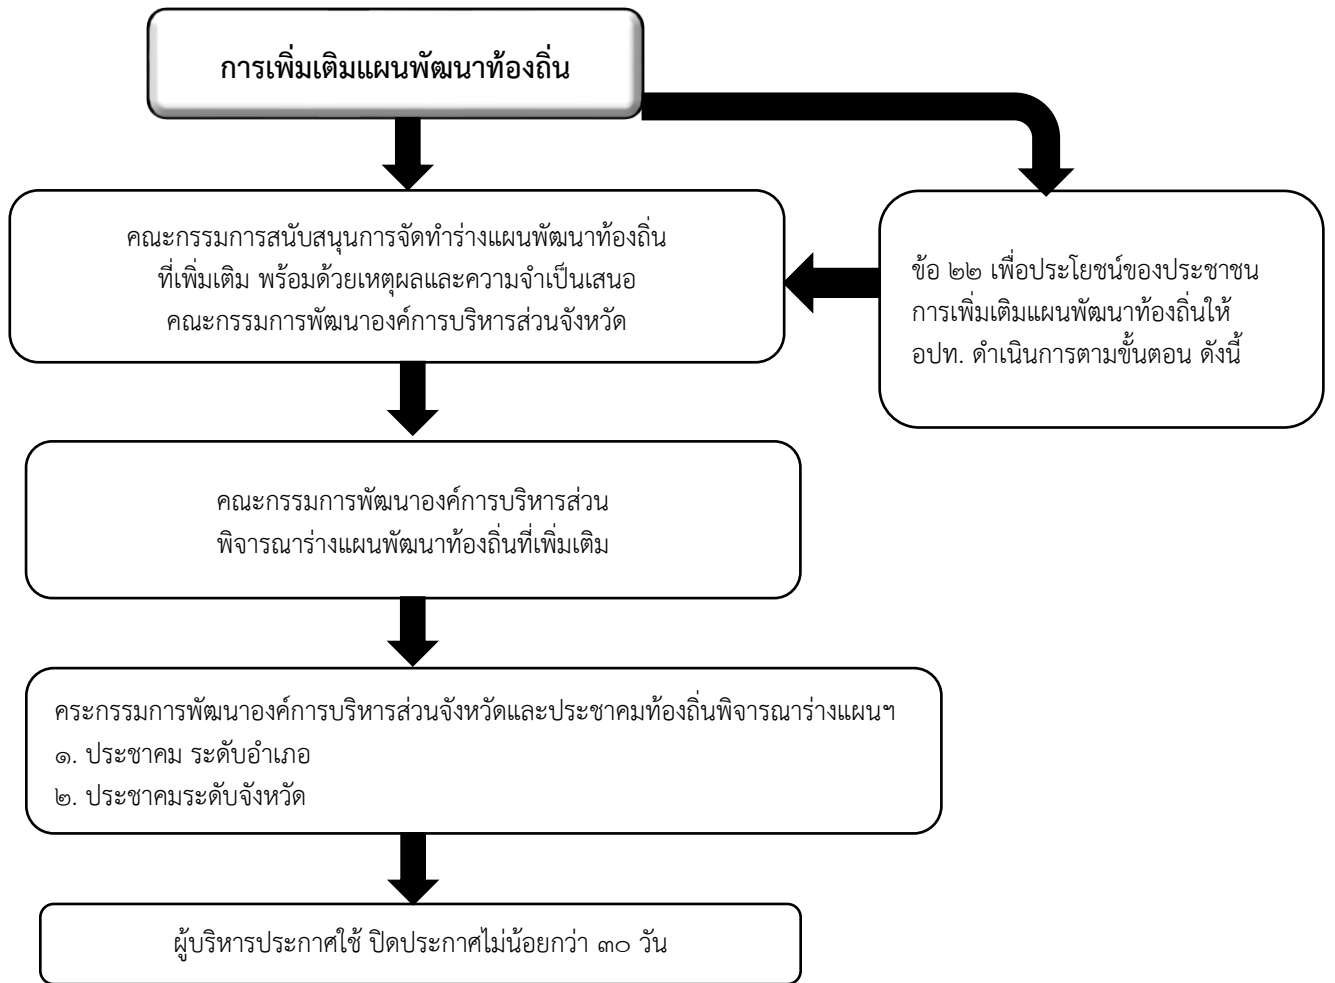 การเพิ่มเติมแผนพัฒนาท้องถิ่น
คณะกรรมการสนับสนุนการจัดทำร่างแผนพัฒนาท้องถิ่น
ที่เพิ่มเติม พร้อมด้วยเหตุผลและความจำเป็นเสนอ
คณะกรรมการพัฒนาองค์การบริหารส่วนจังหวัด
ข้อ ๒๒ เพื่อประโยชน์ของประชาชน
การเพิ่มเติมแผนพัฒนาท้องถิ่นให้
อปท. ดำเนินการตามขั้นตอน ดังนี้
คณะกรรมการพัฒนาองค์การบริหารส่วน
พิจารณาร่างแผนพัฒนาท้องถิ่นที่เพิ่มเติม
คระกรรมการพัฒนาองค์การบริหารส่วนจังหวัดและประชาคมท้องถิ่นพิจารณาร่างแผนฯ
๑. ประชาคม ระดับอำเภอ
๒. ประชาคมระดับจังหวัด
ผู้บริหารประกาศใช้ ปิดประกาศไม่น้อยกว่า ๓๐ วัน